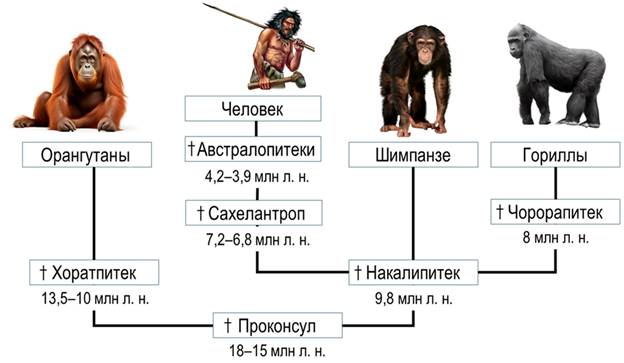 Человек
Орангутаны
†Австралопитеки
Шимпанзе
Гориллы
4,2–3,9 млн л. н.
† Сахелантроп
† Чорорапитек
7,2–6,8 млн л. н.
8 млн л. н.
† Хоратпитек
† Накалипитек
13,5–10 млн л. н.
9,8 млн л. н.
† Проконсул
18–15 млн л. н.